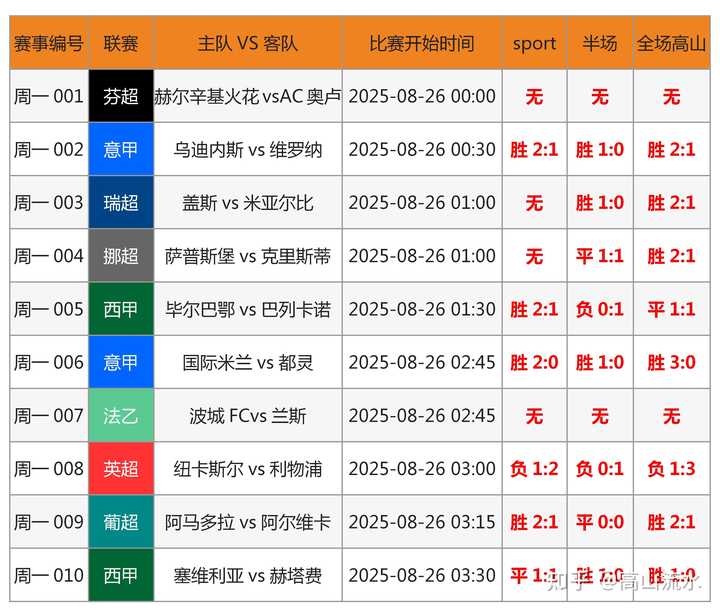 赛事编号 联赛 主队 VS 客队 比赛开始时间 sport 半场 全场高山
周一 001 芬超 赫尔辛基火花 vsAC 奥卢 2025-08-26 00:00 无 无 无
周一 002 意甲 乌迪内斯 vs 维罗纳 2025-08-26 00:30 胜 2:1 胜 1:0 胜 2:1
周一 003 瑞超 盖斯 vs 米亚尔比 2025-08-26 01:00 无 胜 1:0 胜 2:1
周一 004 挪超 萨普斯堡 vs 克里斯蒂 2025-08-26 01:00 无 平 1:1 胜 2:1
周一 005 西甲 毕尔巴鄂 vs 巴列卡诺 2025-08-26 01:30 胜 2:1 负 0:1 平 1:1
周一 006 意甲 国际米兰 vs 都灵 2025-08-26 02:45 胜 2:0 胜 1:0 胜 3:0
周一 007 法乙 波城 FCvs 兰斯 2025-08-26 02:45 无 无 无
周一 008 英超 纽卡斯尔 vs 利物浦 2025-08-26 03:00 负 1:2 负 0:1 负 1:3
周一 009 葡超 阿马多拉 vs 阿尔维卡 2025-08-26 03:15 胜 2:1 平 0:0 胜 2:1
周一 010 西甲 塞维利亚 vs 赫塔费 2025-08-26 03:30 平 1:1 胜 1:0 胜 1:0
知乎 @高山流水